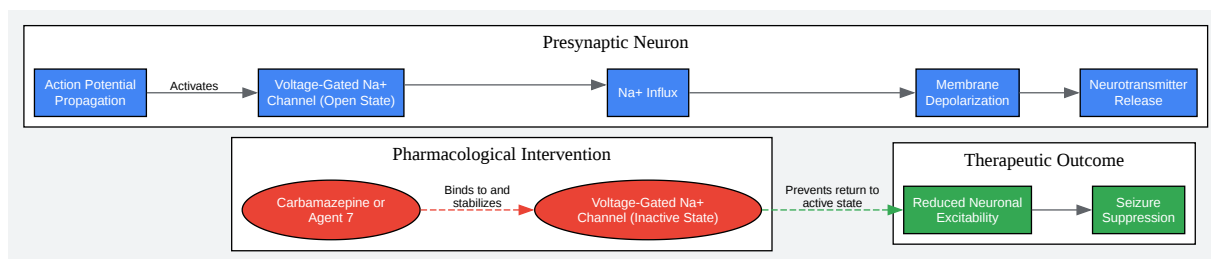 Presynaptic Neuron
Action Potential
Propagation
Activates
Voltage-Gated Na+
Channel (Open State)
Na+ Influx
Membrane
Depolarization
Neurotransmitter
Release
Pharmacological Intervention
Carbamazepine or
Agent 7
Binds to and
stabilizes
Voltage-Gated Na+
Channel (Inactive State)
Prevents return to
active state
Therapeutic Outcome
Reduced Neuronal
Excitability
Seizure
Suppression